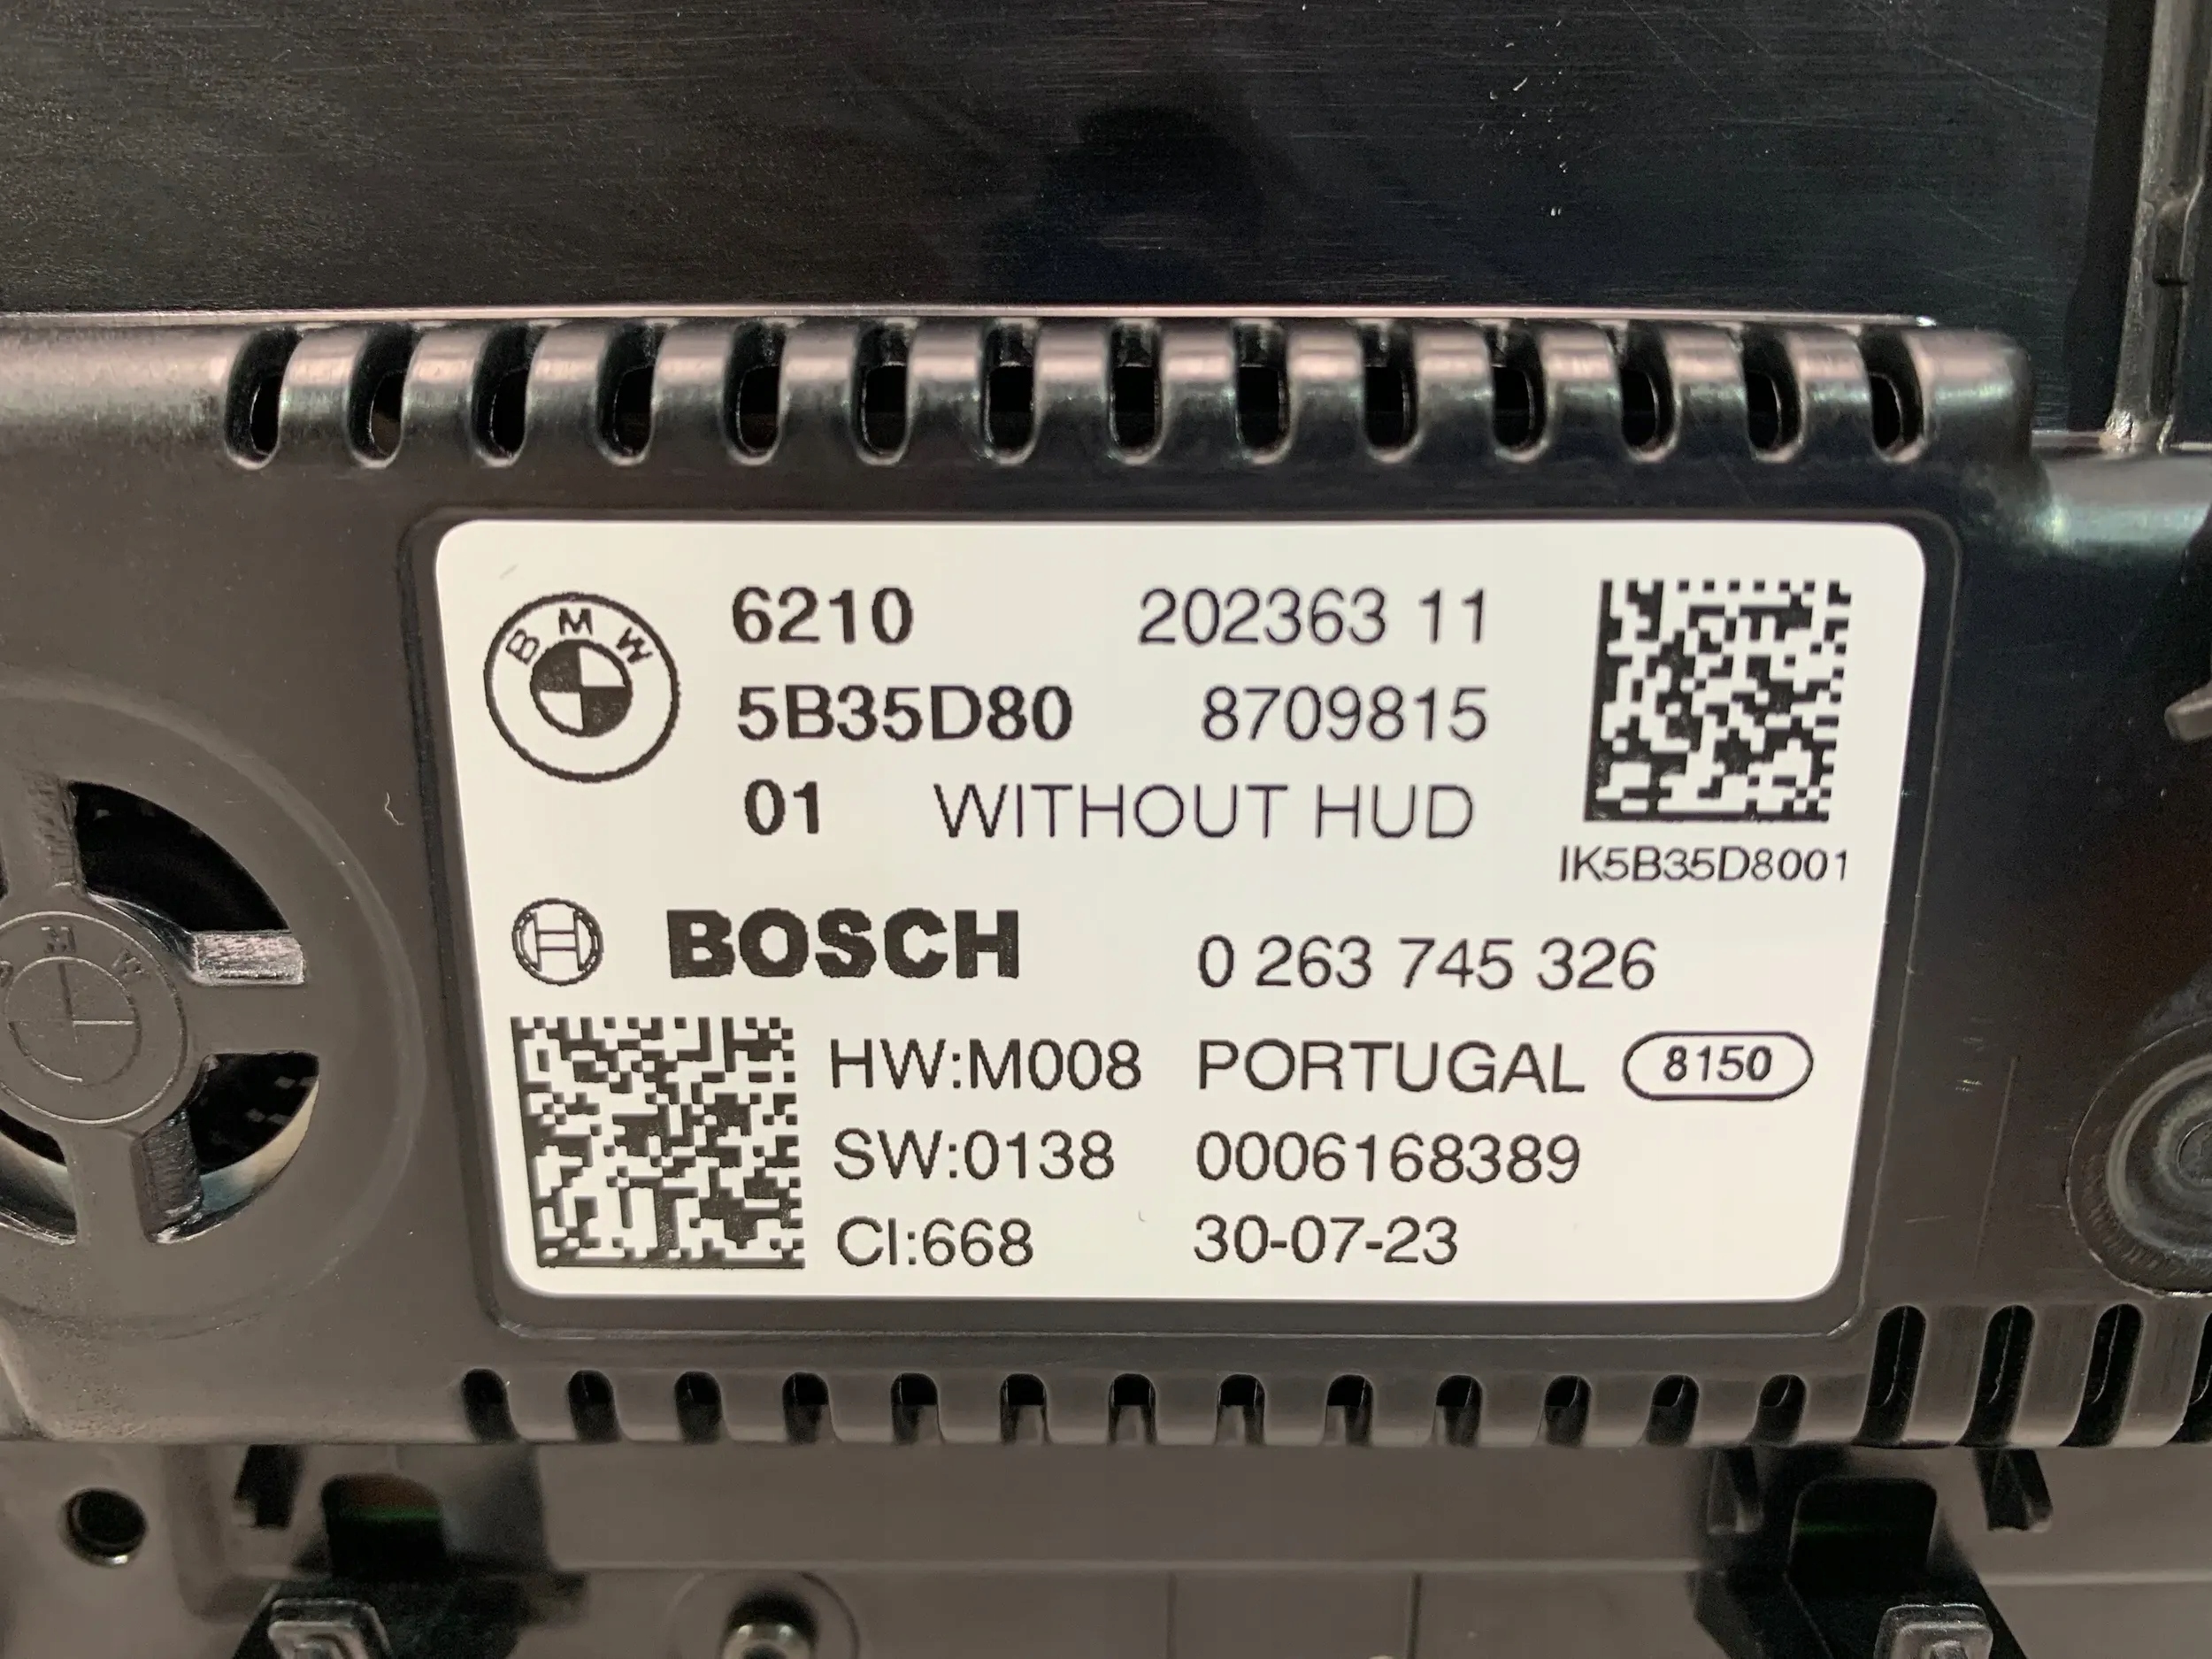 BMW
6210 202363 11
5B35D80 8709815
01 WITHOUT HUD
IK5B35D8001
BOSCH 0 263 745 326
HW:M008 PORTUGAL 8150
SW:0138 0006168389
CI:668 30-07-23